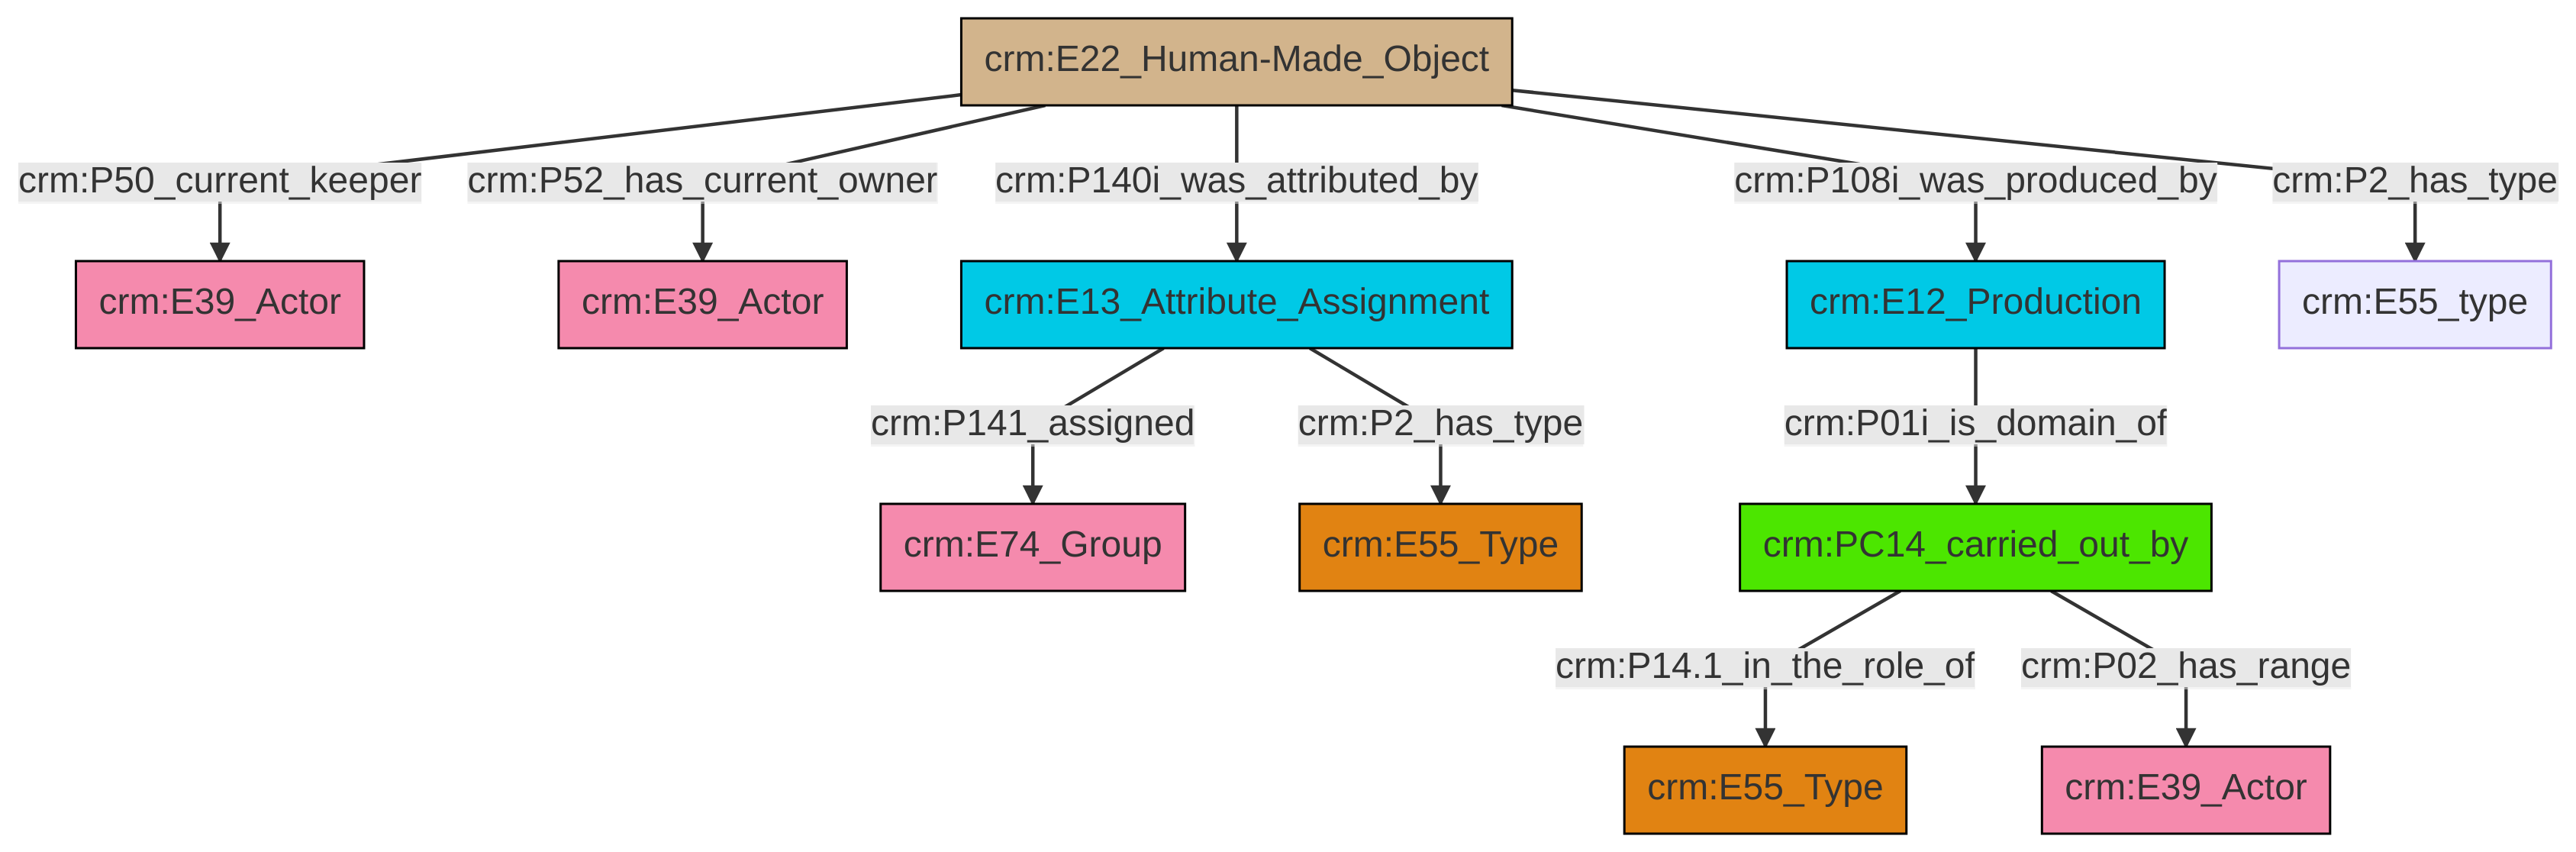 crm:E22_Human-Made_Object
crm:P50_current_keeper
crm:P52_has_current_owner
crm:P140i_was_attributed_by
crm:P108i_was_produced_by
crm:P2_has_type
crm:E39_Actor
crm:E39_Actor
crm:E13_Attribute_Assignment
crm:E12_Production
crm:E55_type
crm:P141_assigned
crm:P2_has_type
crm:P01i_is_domain_of
crm:E74_Group
crm:E55_Type
crm:PC14_carried_out_by
crm:P14.1_in_the_role_of
crm:P02_has_range
crm:E55_Type
crm:E39_Actor